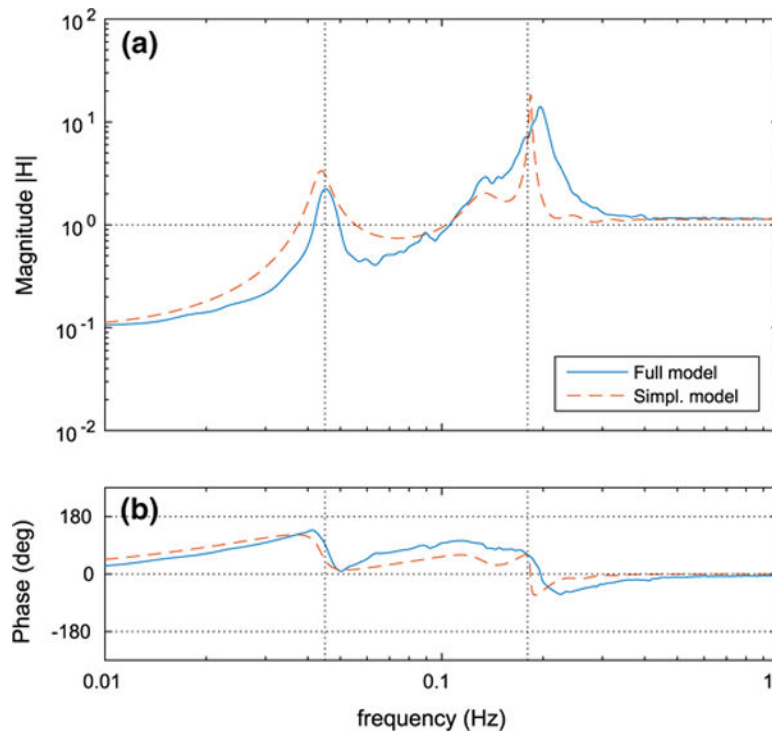 (a)
10²
10¹
10⁰
10⁻¹
10⁻²
Magnitude |H|
Full model
Simpl. model
(b)
180
0
-180
Phase (deg)
0.01
0.1
1
frequency (Hz)